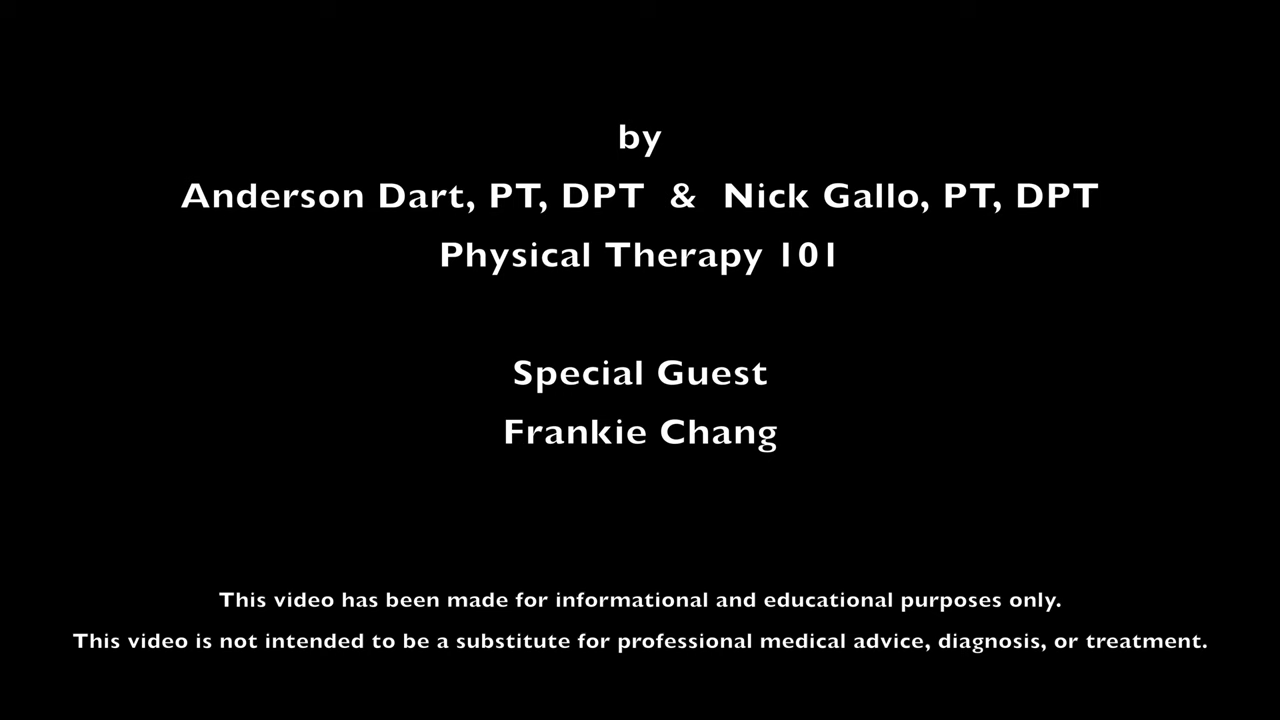 by
Anderson Dart, PT, DPT & Nick Gallo, PT, DPT
Physical Therapy 101
Special Guest
Frankie Chang
This video has been made for informational and educational purposes only.
This video is not intended to be a substitute for professional medical advice, diagnosis, or treatment.